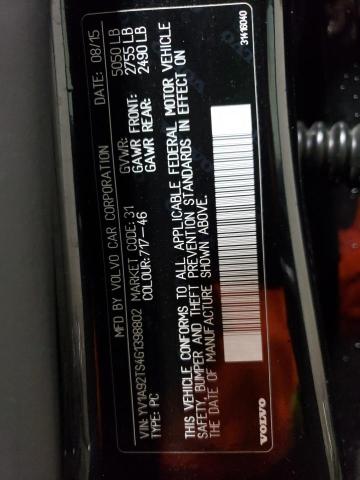 MFD BY VOLVO CAR CORPORATION DATE: 08/15
GVWR: 5050 LB
GAWR FRONT: 2755 LB
GAWR REAR: 2490 LB
VIN: YV1A92TS4G1398802 MARKET CODE: 31
TYPE: PC COLOUR: 717-46
THIS VEHICLE CONFORMS TO ALL APPLICABLE FEDERAL MOTOR VEHICLE
SAFETY, BUMPER AND THEFT PREVENTION STANDARDS IN EFFECT ON
THE DATE OF MANUFACTURE SHOWN ABOVE.
VOLVO 31416040